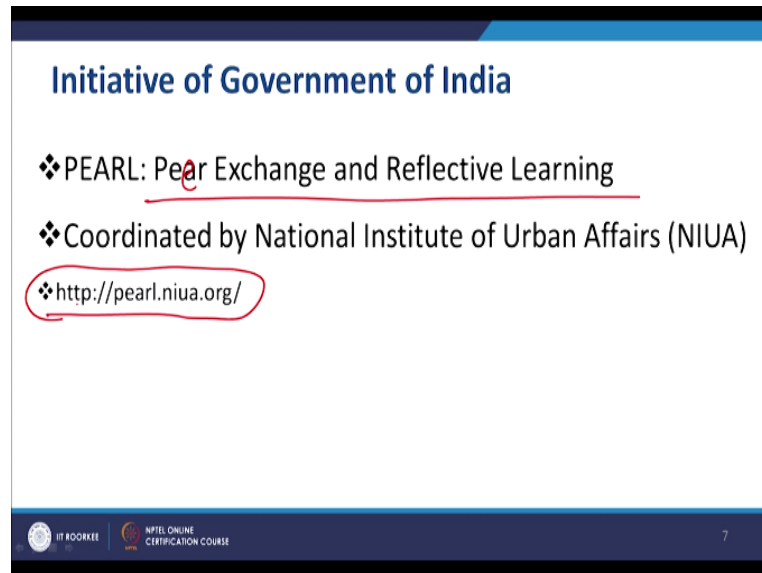 Initiative of Government of India
❖PEARL: Pear Exchange and Reflective Learning
e
❖Coordinated by National Institute of Urban Affairs (NIUA)
❖http://pearl.niua.org/
IIT ROORKEE
NPTEL ONLINE
CERTIFICATION COURSE
7